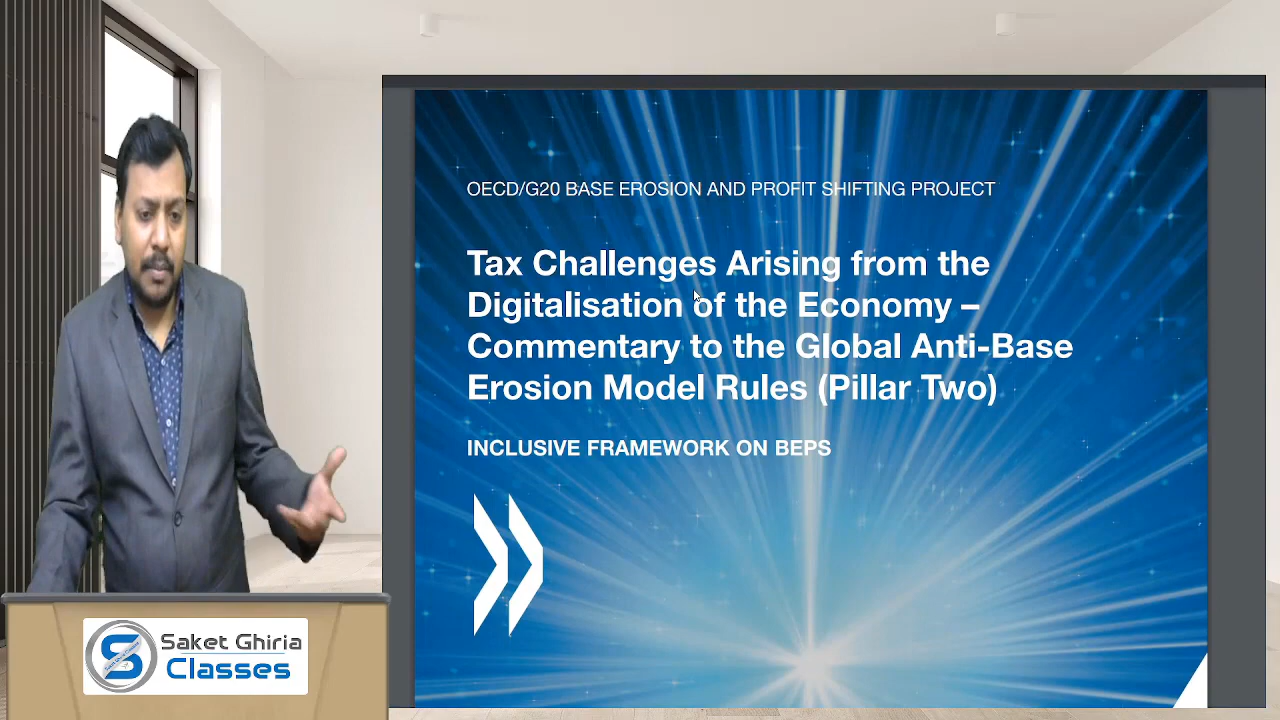 OECD/G20 BASE EROSION AND PROFIT SHIFTING PROJECT
Tax Challenges Arising from the
Digitalisation of the Economy –
Commentary to the Global Anti-Base
Erosion Model Rules (Pillar Two)
INCLUSIVE FRAMEWORK ON BEPS
Saket Ghiria
Classes